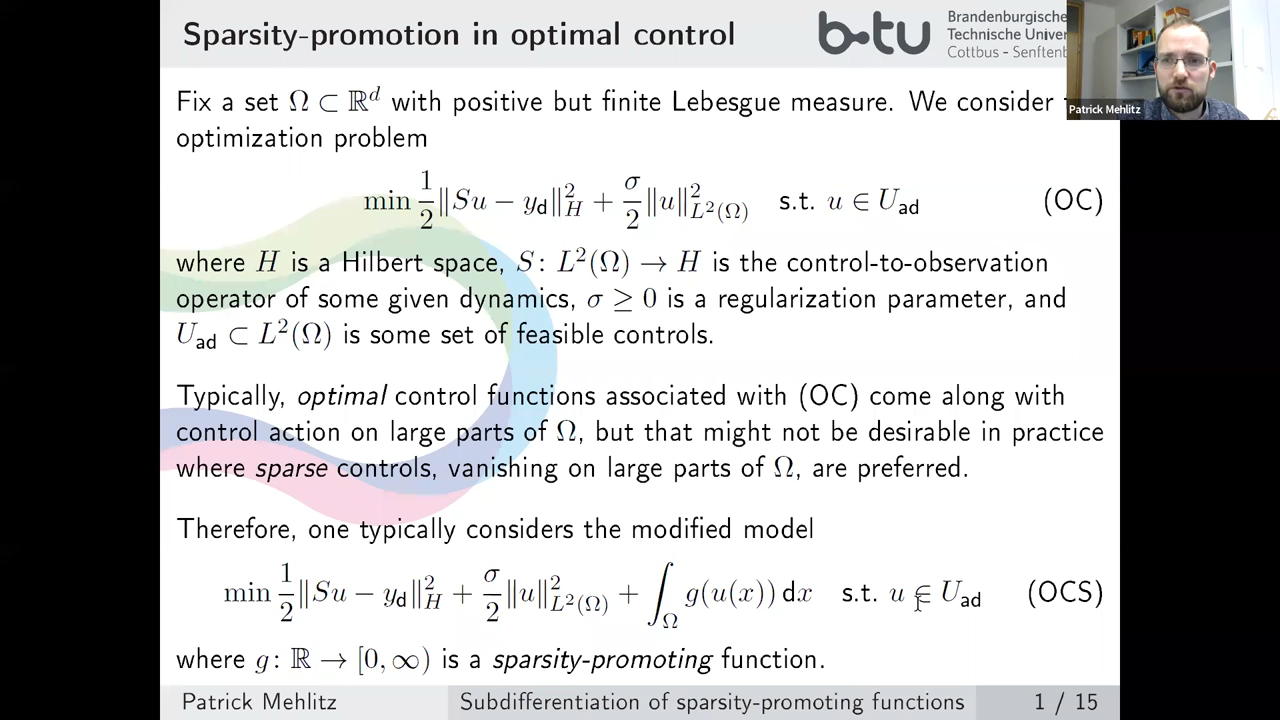 Sparsity-promotion in optimal control
b-tu
Brandenburgische
Technische Univer
Cottbus - Senftenb
Patrick Mehlitz
Fix a set Ω ⊂ ℝ^d with positive but finite Lebesgue measure. We consider
optimization problem
min 1/2 ‖Su − y_d‖²_H + σ/2 ‖u‖²_{L²(Ω)} s.t. u ∈ U_ad (OC)
where H is a Hilbert space, S: L²(Ω) → H is the control-to-observation
operator of some given dynamics, σ ≥ 0 is a regularization parameter, and
U_ad ⊂ L²(Ω) is some set of feasible controls.
Typically, optimal control functions associated with (OC) come along with
control action on large parts of Ω, but that might not be desirable in practice
where sparse controls, vanishing on large parts of Ω, are preferred.
Therefore, one typically considers the modified model
min 1/2 ‖Su − y_d‖²_H + σ/2 ‖u‖²_{L²(Ω)} + ∫_Ω g(u(x)) dx s.t. u ∈ U_ad (OCS)
where g: ℝ → [0, ∞) is a sparsity-promoting function.
Patrick Mehlitz Subdifferentiation of sparsity-promoting functions 1 / 15